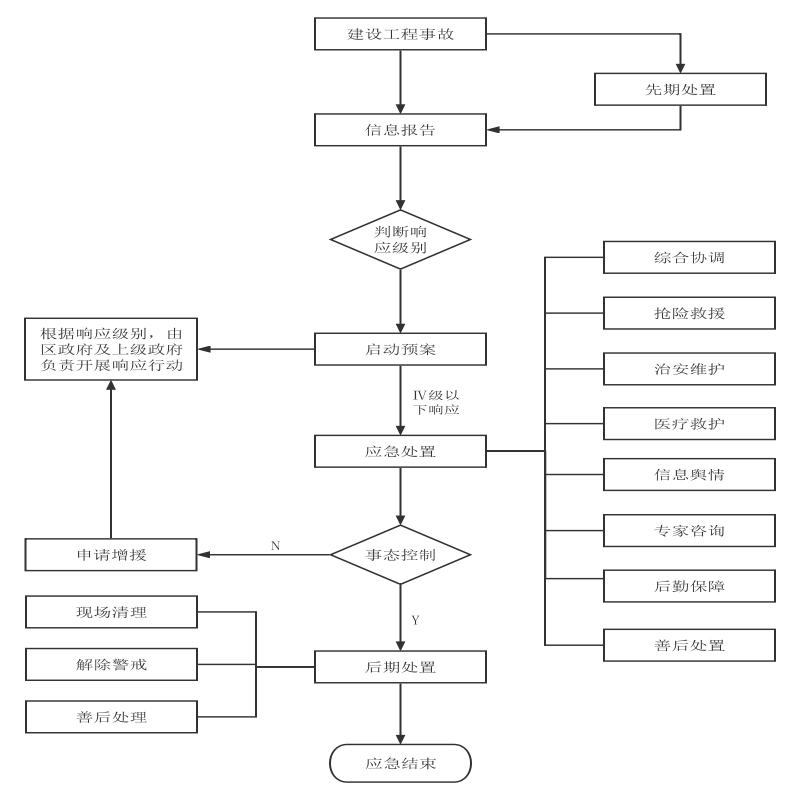 建设工程事故
先期处置
信息报告
判断响
应级别
综合协调
抢险救援
根据响应级别，由
区政府及上级政府
负责开展响应行动
启动预案
治安维护
Ⅳ级以
下响应
医疗救护
应急处置
信息舆情
专家咨询
申请增援
N
事态控制
后勤保障
现场清理
Y
善后处置
解除警戒
后期处置
善后处理
应急结束